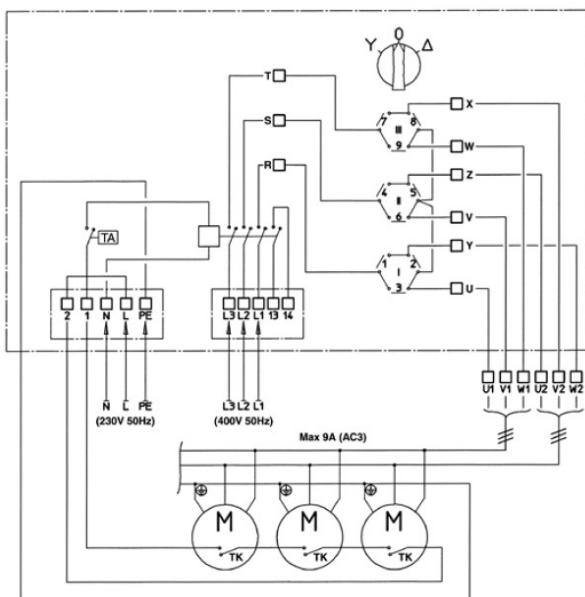 Y O Δ
T
S
R
7 8
III
9
4 5
II
6
1 2
I
3
X
W
Z
V
Y
U
TA
2 1 N L PE
L3 L2 L1 13 14
N L PE
(230V 50Hz)
L3 L2 L1
(400V 50Hz)
U1 V1 W1 U2 V2 W2
Max 9A (AC3)
M M M
TK TK TK